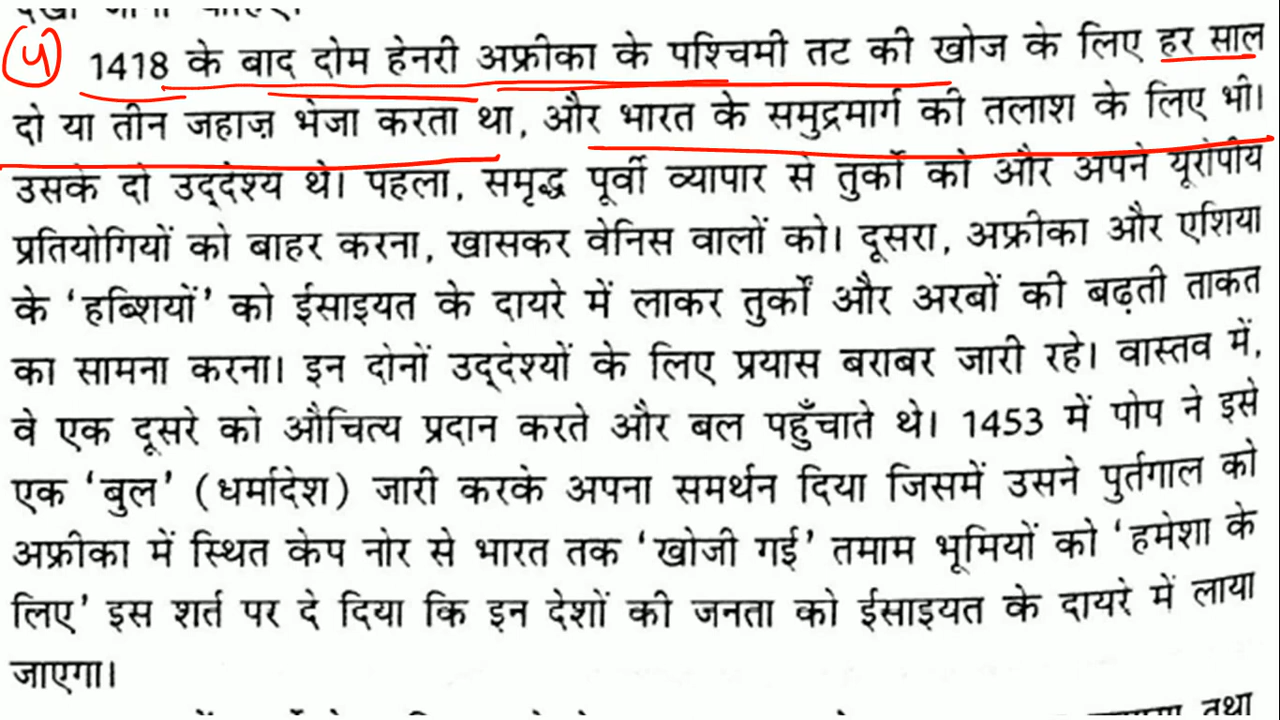 देखा जाना चाहिए।
५ 1418 के बाद दोम हेनरी अफ्रीका के पश्चिमी तट की खोज के लिए हर साल
दो या तीन जहाज़ भेजा करता था, और भारत के समुद्रमार्ग की तलाश के लिए भी।
उसके दो उद्देश्य थे। पहला, समृद्ध पूर्वी व्यापार से तुर्कों को और अपने यूरोपीय
प्रतियोगियों को बाहर करना, खासकर वेनिस वालों को। दूसरा, अफ्रीका और एशिया
के ‘हब्शियों’ को ईसाइयत के दायरे में लाकर तुर्कों और अरबों की बढ़ती ताकत
का सामना करना। इन दोनों उद्देश्यों के लिए प्रयास बराबर जारी रहे। वास्तव में,
वे एक दूसरे को औचित्य प्रदान करते और बल पहुँचाते थे। 1453 में पोप ने इसे
एक ‘बुल’ (धर्मादेश) जारी करके अपना समर्थन दिया जिसमें उसने पुर्तगाल को
अफ्रीका में स्थित केप नोर से भारत तक ‘खोजी गई’ तमाम भूमियों को ‘हमेशा के
लिए’ इस शर्त पर दे दिया कि इन देशों की जनता को ईसाइयत के दायरे में लाया
जाएगा।
तथा